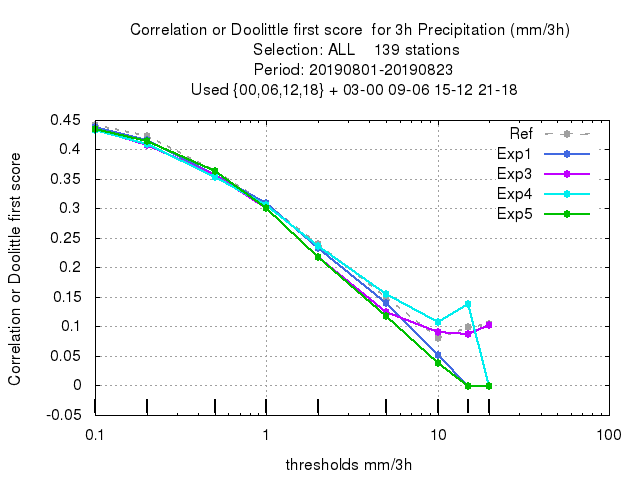 Correlation or Doolittle first score  for 3h Precipitation (mm/3h)
Selection: ALL    139 stations
Period: 20190801-20190823
Used {00,06,12,18} + 03-00 09-06 15-12 21-18
Correlation or Doolittle first score
0.45
0.4
0.35
0.3
0.25
0.2
0.15
0.1
0.05
0
-0.05
Ref
Exp1
Exp3
Exp4
Exp5
0.1 1 10 100
thresholds mm/3h